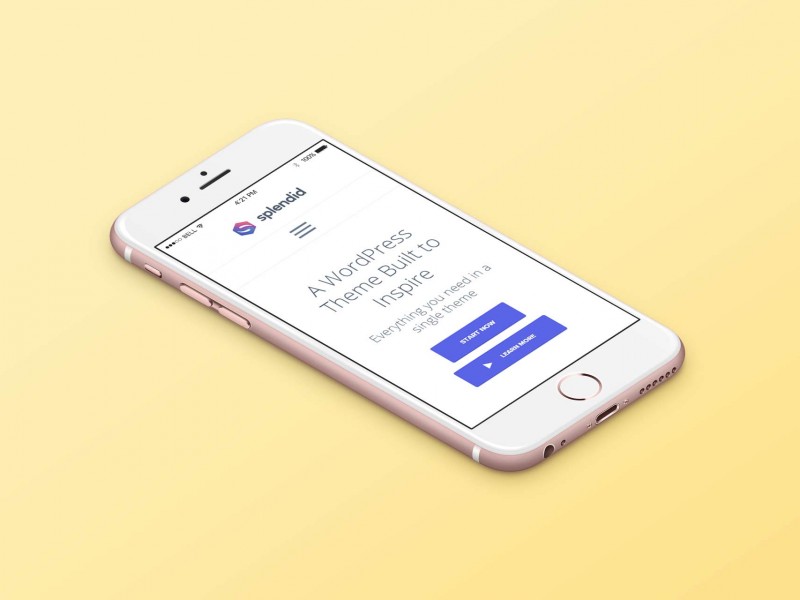 BELL 4:21 PM 100%
splendid
A WordPress
Theme Built to
Inspire
Everything you need in a
single theme
START NOW
LEARN MORE!